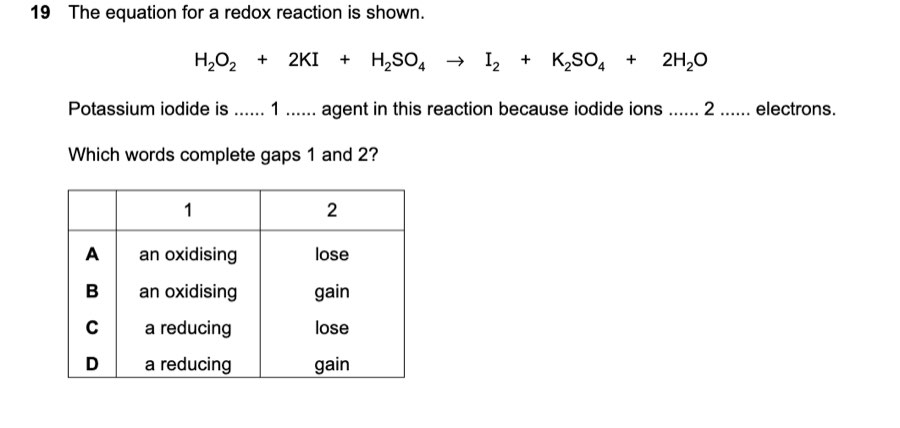 19 The equation for a redox reaction is shown.
H₂O₂ + 2KI + H₂SO₄ → I₂ + K₂SO₄ + 2H₂O
Potassium iodide is ...... 1 ...... agent in this reaction because iodide ions ...... 2 ...... electrons.
Which words complete gaps 1 and 2?
1 2
A an oxidising lose
B an oxidising gain
C a reducing lose
D a reducing gain